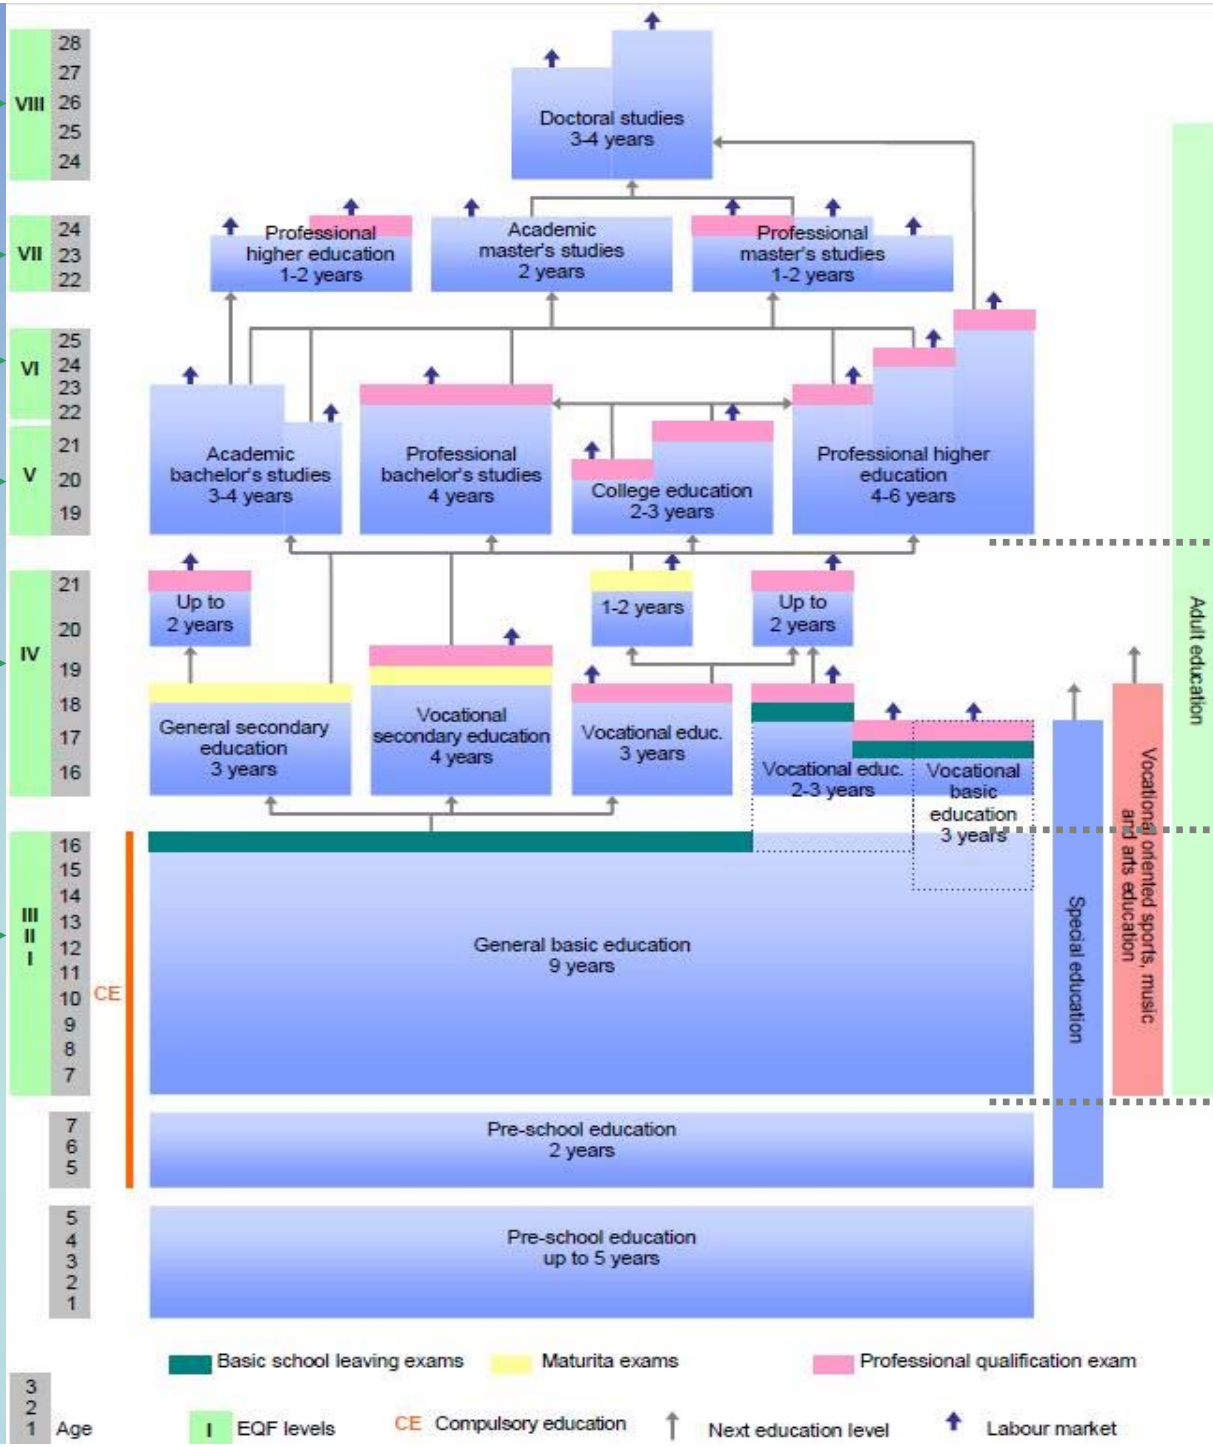 28
27
VIII 26
25
24
Doctoral studies
3-4 years
24
VII 23
22
Professional
higher education
1-2 years
Academic
master's studies
2 years
Professional
master's studies
1-2 years
25
VI 24
23
22
21
V 20
19
Academic
bachelor's studies
3-4 years
Professional
bachelor's studies
4 years
College education
2-3 years
Professional higher
education
4-6 years
21
20
IV
19
18
17
16
Up to
2 years
1-2 years
Up to
2 years
General secondary
education
3 years
Vocational
secondary education
4 years
Vocational educ.
3 years
Vocational educ.
2-3 years
Vocational
basic
education
3 years
16
15
14
III 13
II 12
I 11
10
9
8
7
CE
General basic education
9 years
7
6
5
Pre-school education
2 years
5
4
3
2
1
Pre-school education
up to 5 years
Special education
Vocational oriented sports, music
and arts education
Adult education
Basic school leaving exams
Maturita exams
Professional qualification exam
3
2
1 Age
I EQF levels
CE Compulsory education
Next education level
Labour market